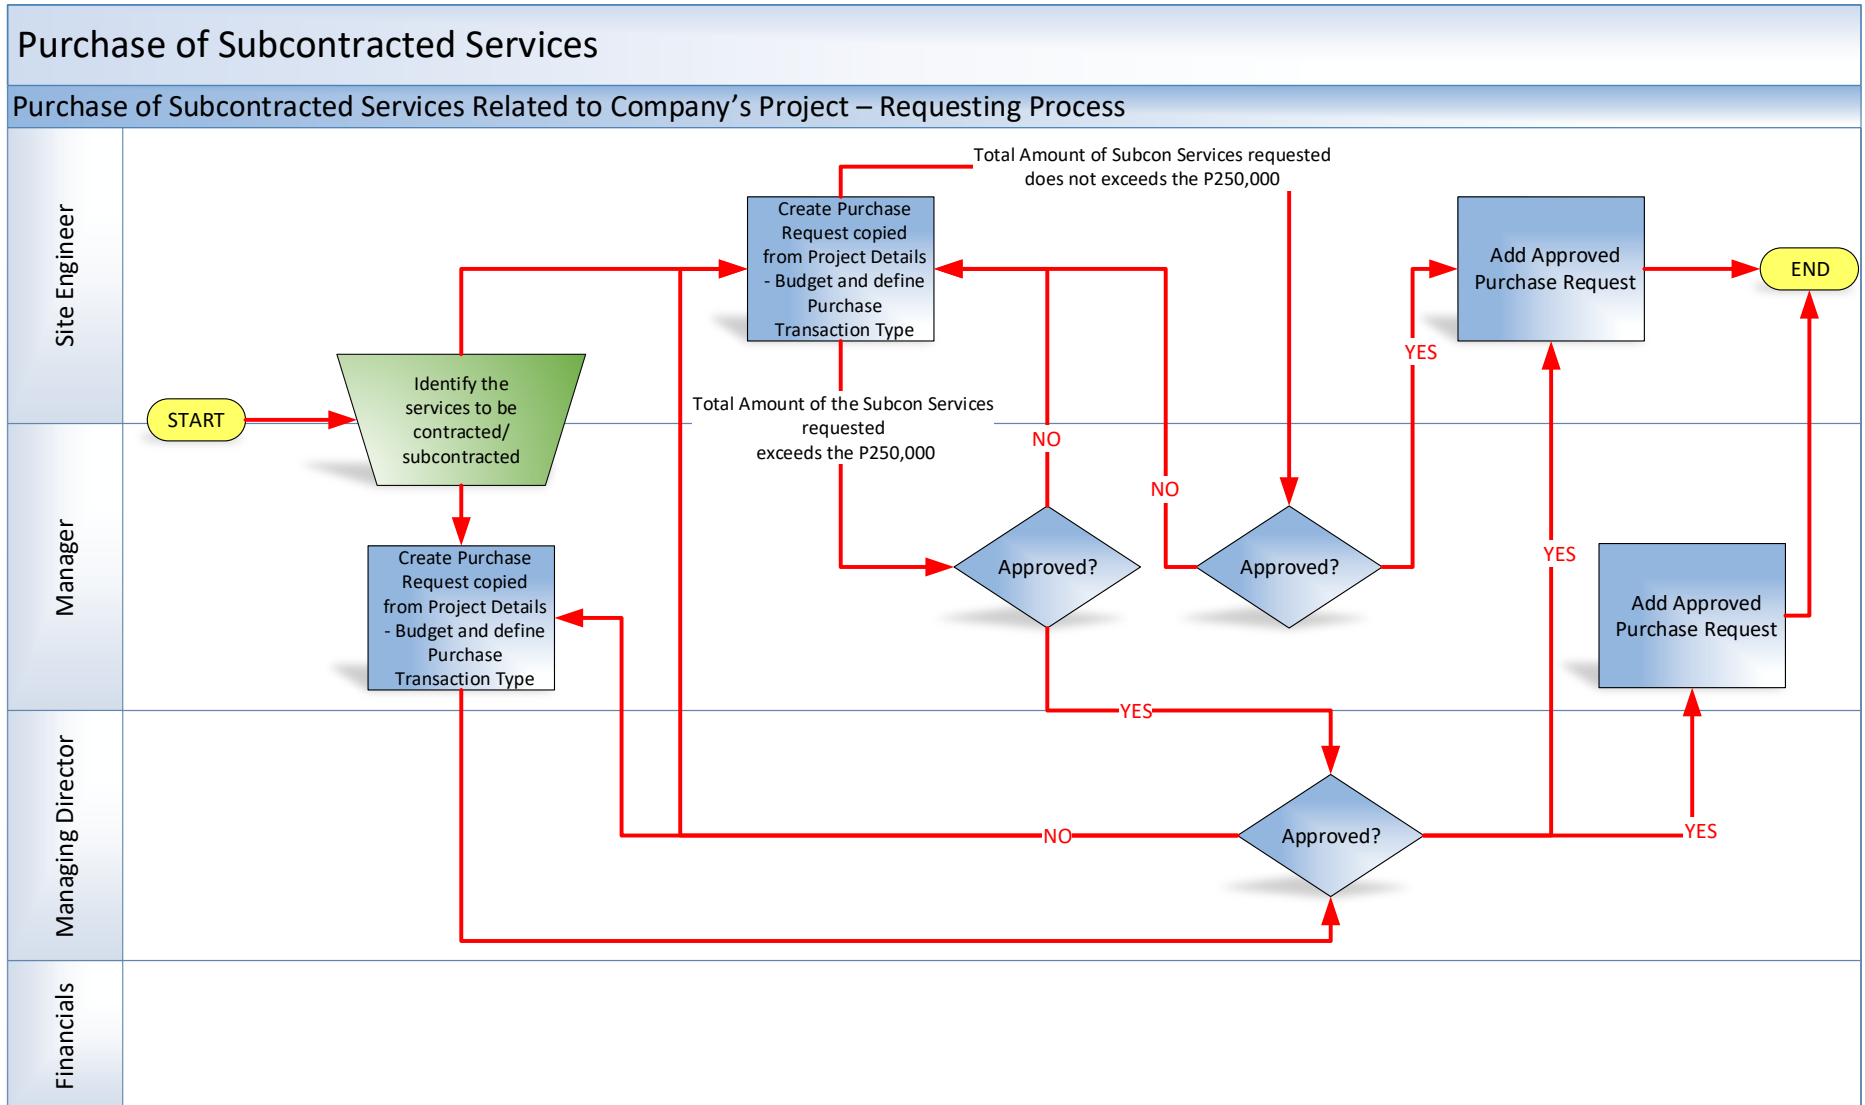 Purchase of Subcontracted Services
Purchase of Subcontracted Services Related to Company’s Project – Requesting Process
Site Engineer
Total Amount of Subcon Services requested
does not exceeds the P250,000
Create Purchase
Request copied
from Project Details
- Budget and define
Purchase
Transaction Type
Add Approved
Purchase Request
END
YES
START
Identify the
services to be
contracted/
subcontracted
Total Amount of the Subcon Services
requested
exceeds the P250,000
NO
NO
Manager
Create Purchase
Request copied
from Project Details
- Budget and define
Purchase
Transaction Type
Approved?
Approved?
YES
Add Approved
Purchase Request
YES
Managing Director
NO
Approved?
YES
Financials